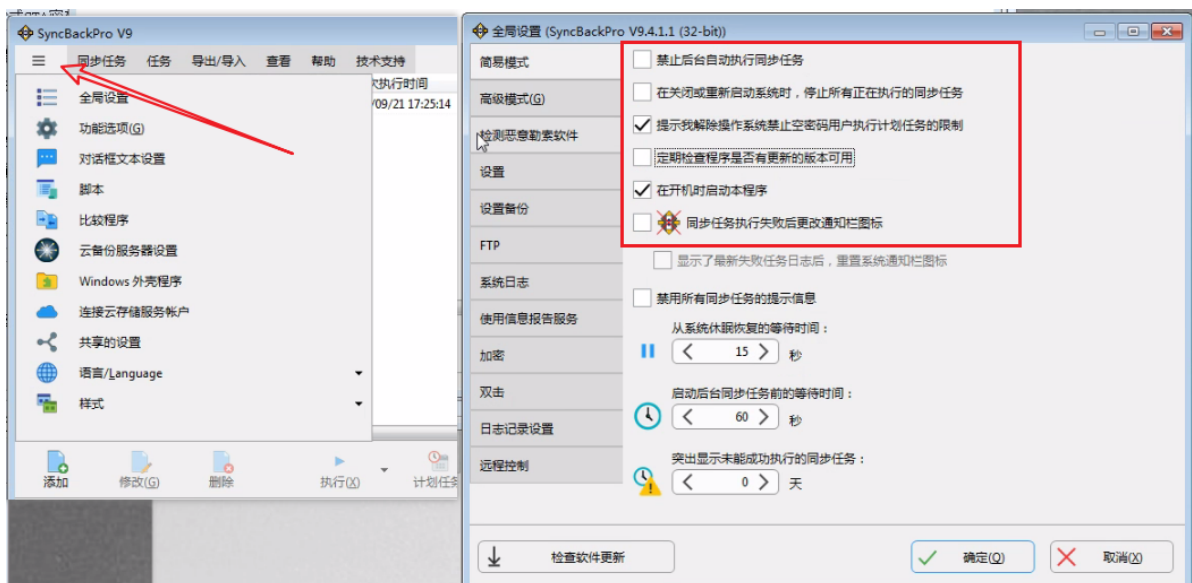 SyncBackPro V9
同步任务 任务 导出/导入 查看 帮助 技术支持
次执行时间
/09/21 17:25:14
全局设置
功能选项(G)
对话框文本设置
脚本
比较程序
云备份服务器设置
Windows 外壳程序
连接云存储服务帐户
共享的设置
语言/Language
样式
添加 修改(G) 删除 执行(X) 计划任务
全局设置 (SyncBackPro V9.4.1.1 (32-bit))
简易模式
高级模式(G)
检测恶意勒索软件
设置
设置备份
FTP
系统日志
使用信息报告服务
加密
双击
日志记录设置
远程控制
禁止后台自动执行同步任务
在关闭或重新启动系统时，停止所有正在执行的同步任务
提示我解除操作系统禁止空密码用户执行计划任务的限制
定期检查程序是否有更新的版本可用
在开机时启动本程序
同步任务执行失败后更改通知栏图标
显示了最新失败任务日志后，重置系统通知栏图标
禁用所有同步任务的提示信息
从系统休眠恢复的等待时间：
15 秒
启动后台同步任务前的等待时间：
60 秒
突出显示未能成功执行的同步任务：
0 天
检查软件更新 确定(O) 取消(X)